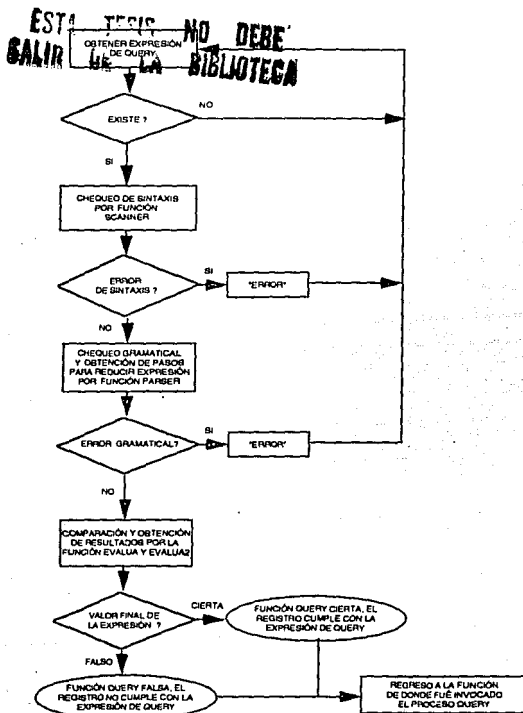 ESTA TESIS NO DEBE
SALIR DE LA BIBLIOTECA
OBTENER EXPRESIÓN
DE QUERY
EXISTE ?
NO
SI
CHEQUEO DE SINTAXIS
POR FUNCIÓN
SCANNER
ERROR
DE SINTAXIS ?
SI
"ERROR"
NO
CHEQUEO GRAMATICAL
Y OBTENCIÓN DE PASOS
PARA REDUCIR EXPRESIÓN
POR FUNCIÓN PARSER
ERROR GRAMATICAL?
SI
"ERROR"
NO
COMPARACIÓN Y OBTENCIÓN
DE RESULTADOS POR LA
FUNCIÓN EVALUA Y EVALUA2
VALOR FINAL DE
LA EXPRESIÓN ?
CIERTA
FUNCIÓN QUERY CIERTA, EL
REGISTRO CUMPLE CON LA
EXPRESIÓN DE QUERY
FALSO
FUNCIÓN QUERY FALSA, EL
REGISTRO NO CUMPLE CON LA
EXPRESIÓN DE QUERY
REGRESO A LA FUNCIÓN
DE DONDE FUÉ INVOCADO
EL PROCESO QUERY